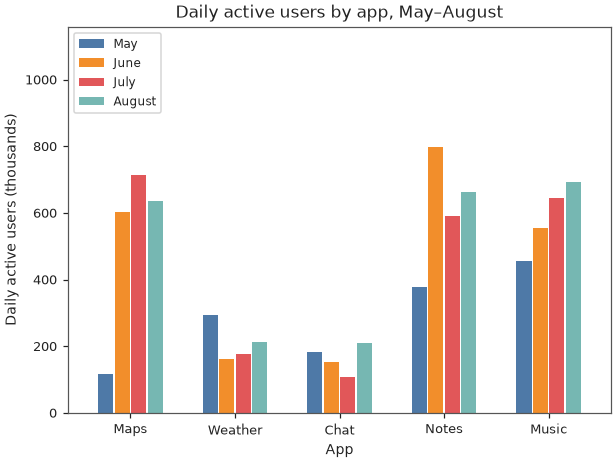 Daily active users by app, May–August
May
June
July
August
Daily active users (thousands)
1000
800
600
400
200
0
Maps
Weather
Chat
Notes
Music
App